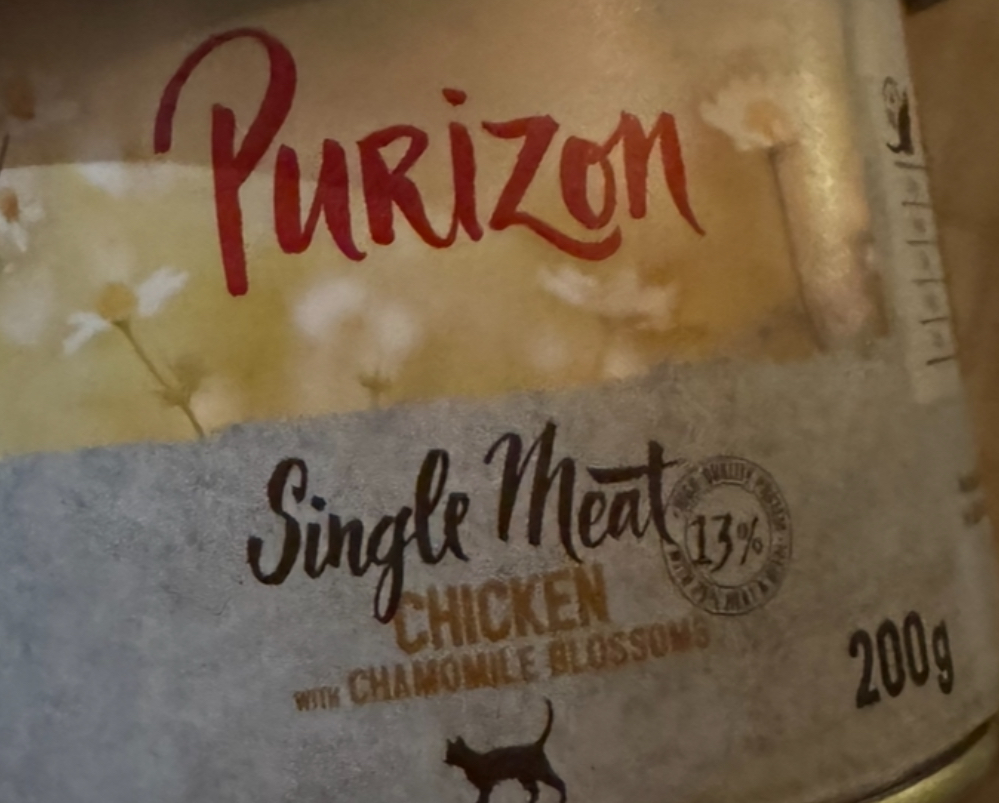 Purizon
Single Meat
13%
CHICKEN
WITH CHAMOMILE BLOSSOMS
200g